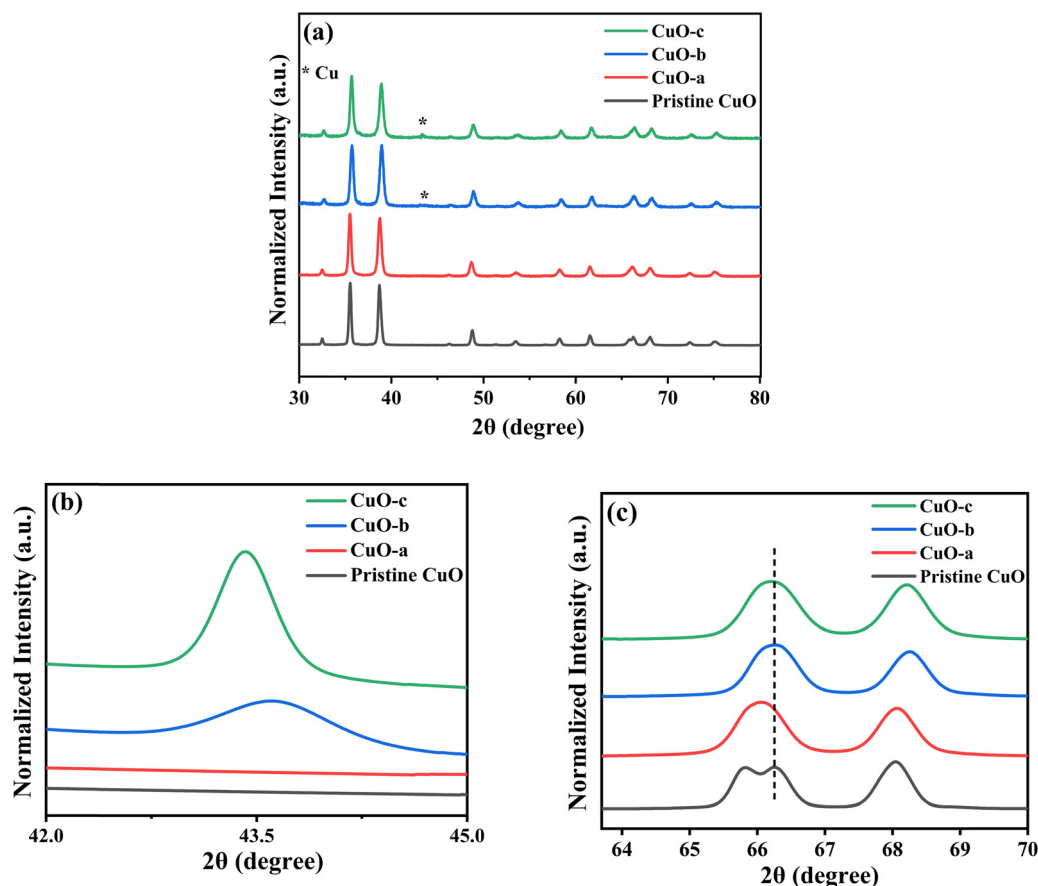 (a)
CuO-c
CuO-b
CuO-a
Pristine CuO
* Cu
*
*
Normalized Intensity (a.u.)
30 40 50 60 70 80
2θ (degree)
(b)
CuO-c
CuO-b
CuO-a
Pristine CuO
Normalized Intensity (a.u.)
42.0 43.5 45.0
2θ (degree)
(c)
CuO-c
CuO-b
CuO-a
Pristine CuO
Normalized Intensity (a.u.)
64 65 66 67 68 69 70
2θ (degree)